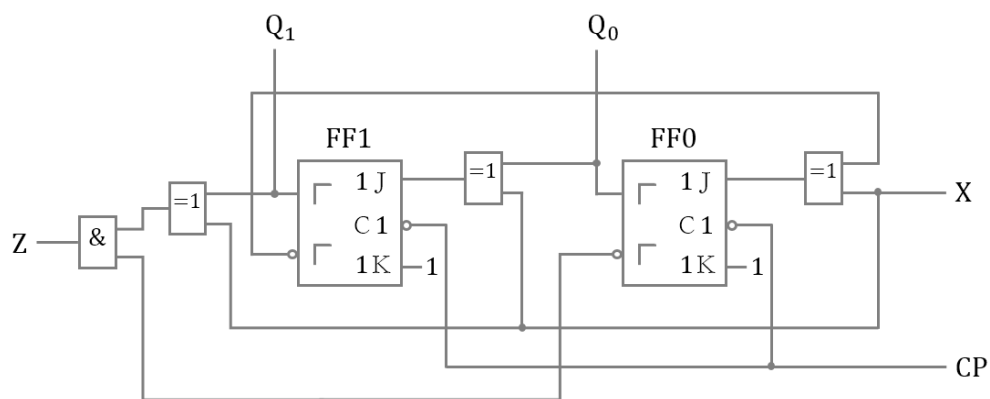 Q₁ Q₀
FF1 FF0
1J =1 1J =1
=1 X
C1 C1
Z &
1K 1 1K 1
CP